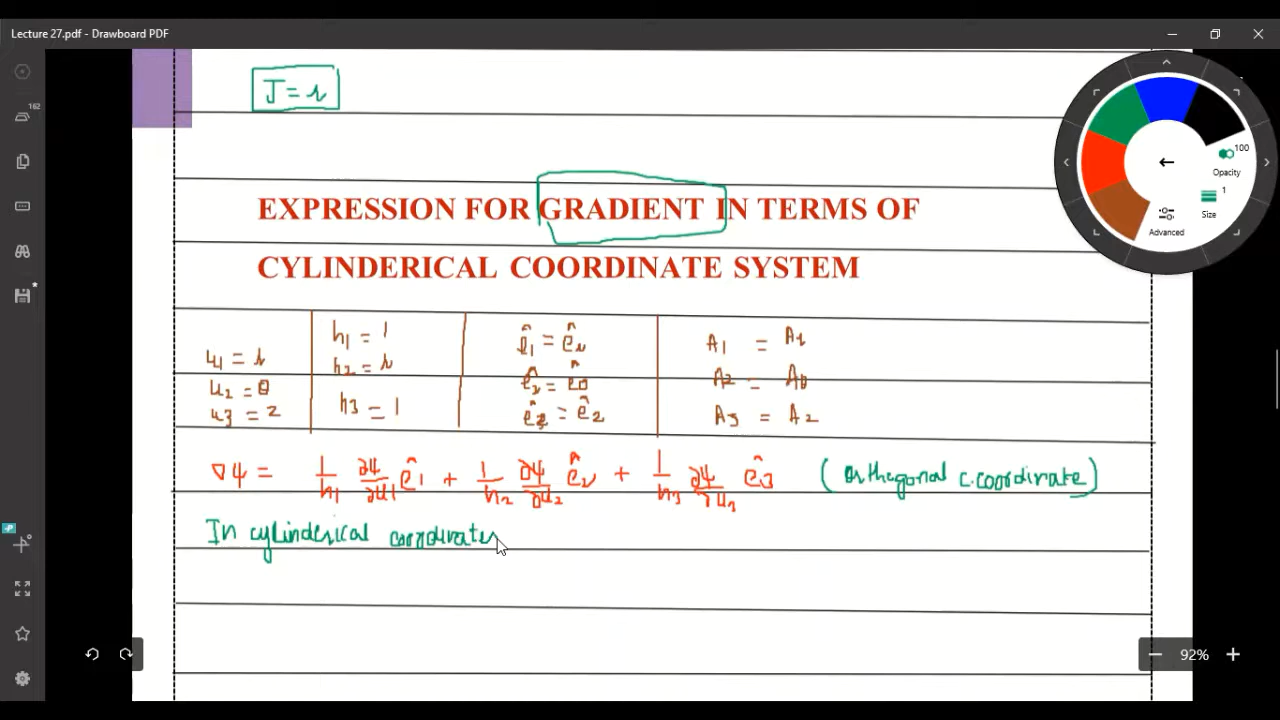 Lecture 27.pdf - Drawboard PDF
J = r
162
100
Opacity
1
Size
Advanced
EXPRESSION FOR GRADIENT IN TERMS OF
CYLINDERICAL COORDINATE SYSTEM
u1 = r
u2 = θ
u3 = z
h1 = 1
h2 = r
h3 = 1
ê1 = êr
ê2 = êθ
ê3 = êz
A1 = Ar
A2 = Aθ
A3 = Az
∇ψ = 1/h1 ∂ψ/∂u1 ê1 + 1/h2 ∂ψ/∂u2 ê2 + 1/h3 ∂ψ/∂u3 ê3 (Orthogonal c.coordinate)
In cylinderical coordinates
92%